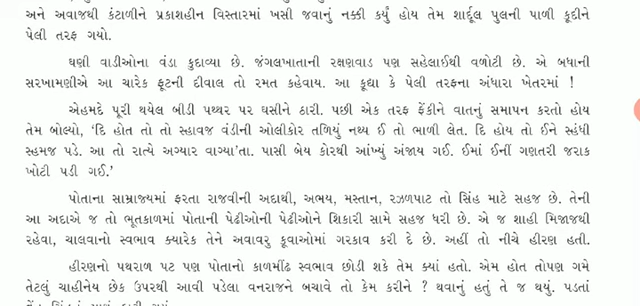 અને અવાજથી કંટાળીને પ્રકાશહીન વિસ્તારમાં ખસી જવાનું નક્કી કર્યું હોય તેમ શાર્દૂલ પુલની પાળી કૂદીને
પેલી તરફ ગયો.
ઘણી વાડીઓના વંડા કુદાવ્યા છે. જંગલખાતાની રક્ષણવાડ પણ સહેલાઈથી વળોટી છે. એ બધાની
સરખામણીએ આ ચારેક ફૂટની દીવાલ તો રમત કહેવાય. આ કૂદ્યા કે પેલી તરફના અંધારા ખેતરમાં !
એહમદે પૂરી થયેલ બીડી પથ્થર પર ઘસીને ઠારી. પછી એક તરફ ફેંકીને વાતનું સમાપન કરતો હોય
તેમ બોલ્યો, ‘દિ હોત તો તો સ્હાવજ વંડીની ઓલીકોર તળિયું નથ્ય ઈ તો ભાળી લેત. દિ હોય તો ઈને સ્હંધી
સ્હમજ પડે. આ તો રાત્યે અગ્યાર વાગ્યા’તા. પાસી બેય કોરથી આંખ્યું અંજાય ગઈ. ઈમાં ઈની ગણતરી જરાક
ખોટી પડી ગઈ.’
પોતાના સામ્રાજ્યમાં ફરતા રાજવીની અદાથી, અભય, મસ્તાન, રઝળપાટ તો સિંહ માટે સહજ છે. તેની
આ અદાએ જ તો ભૂતકાળમાં પોતાની પેઢીઓની પેઢીઓને શિકારી સામે સહજ ધરી છે. એ જ શાહી મિજાજથી
રહેવા, ચાલવાનો સ્વભાવ ક્યારેક તેને અવાવરુ કૂવાઓમાં ગરકાવ કરી દે છે. અહીં તો નીચે હીરણ હતી.
હીરણનો પથરાળ પટ પણ પોતાનો કાળમીંઢ સ્વભાવ છોડી શકે તેમ ક્યાં હતો. એમ હોત તોપણ ગમે
તેટલું ચાહીનેય છેક ઉપરથી આવી પડેલા વનરાજને બચાવે તો કેમ કરીને ? થવાનું હતું તે જ થયું. પડતાં